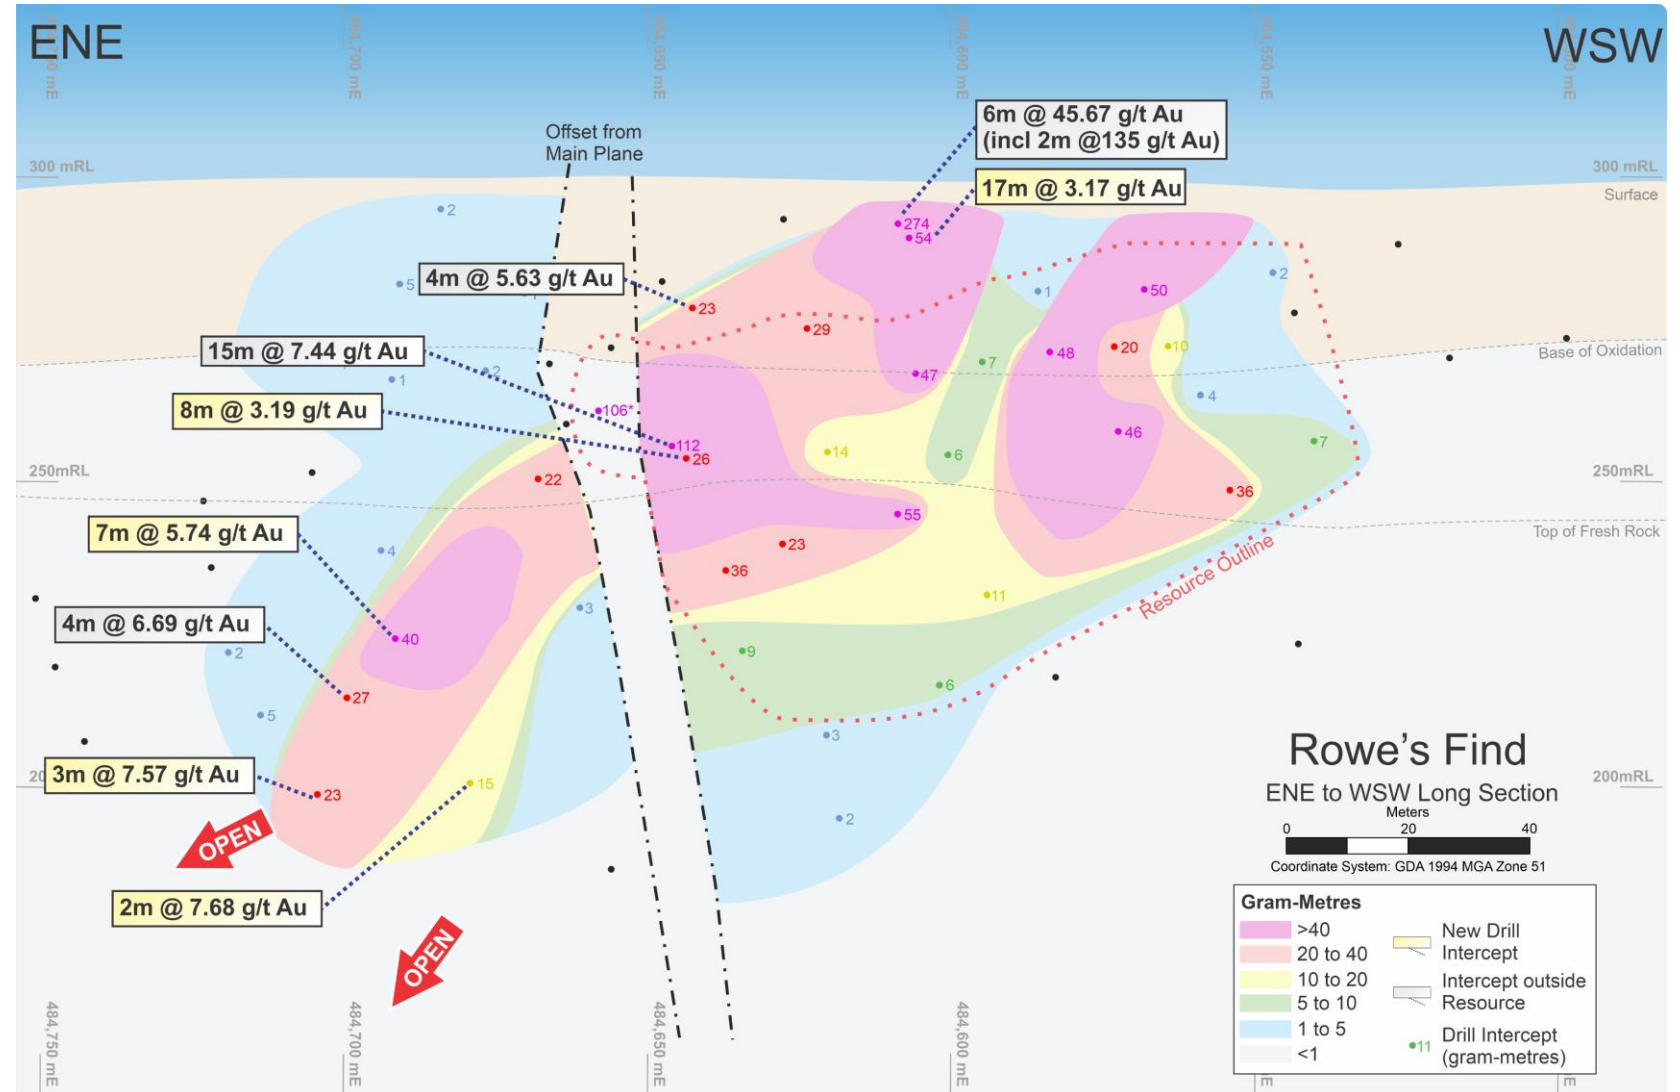 ENE
WSW
484,700 mE
484,650 mE
484,600 mE
484,550 mE
Offset from
Main Plane
6m @ 45.67 g/t Au
(incl 2m @135 g/t Au)
17m @ 3.17 g/t Au
300 mRL
300 mRL
Surface
274
54
2
5
4m @ 5.63 g/t Au
23
29
1
50
2
15m @ 7.44 g/t Au
1
2
47
7
48
20
10
Base of Oxidation
8m @ 3.19 g/t Au
106*
4
112
26
14
6
46
7
250mRL
22
36
250mRL
7m @ 5.74 g/t Au
4
55
23
36
Top of Fresh Rock
Resource Outline
4m @ 6.69 g/t Au
3
11
40
2
9
27
6
5
3
3m @ 7.57 g/t Au
23
15
2
200mRL
OPEN
2m @ 7.68 g/t Au
OPEN
Rowe's Find
ENE to WSW Long Section
Meters
0 20 40
Coordinate System: GDA 1994 MGA Zone 51
Gram-Metres
>40
20 to 40
10 to 20
5 to 10
1 to 5
<1
New Drill
Intercept
Intercept outside
Resource
11
Drill Intercept
(gram-metres)
484,750 mE
484,700 mE
484,650 mE
484,600 mE